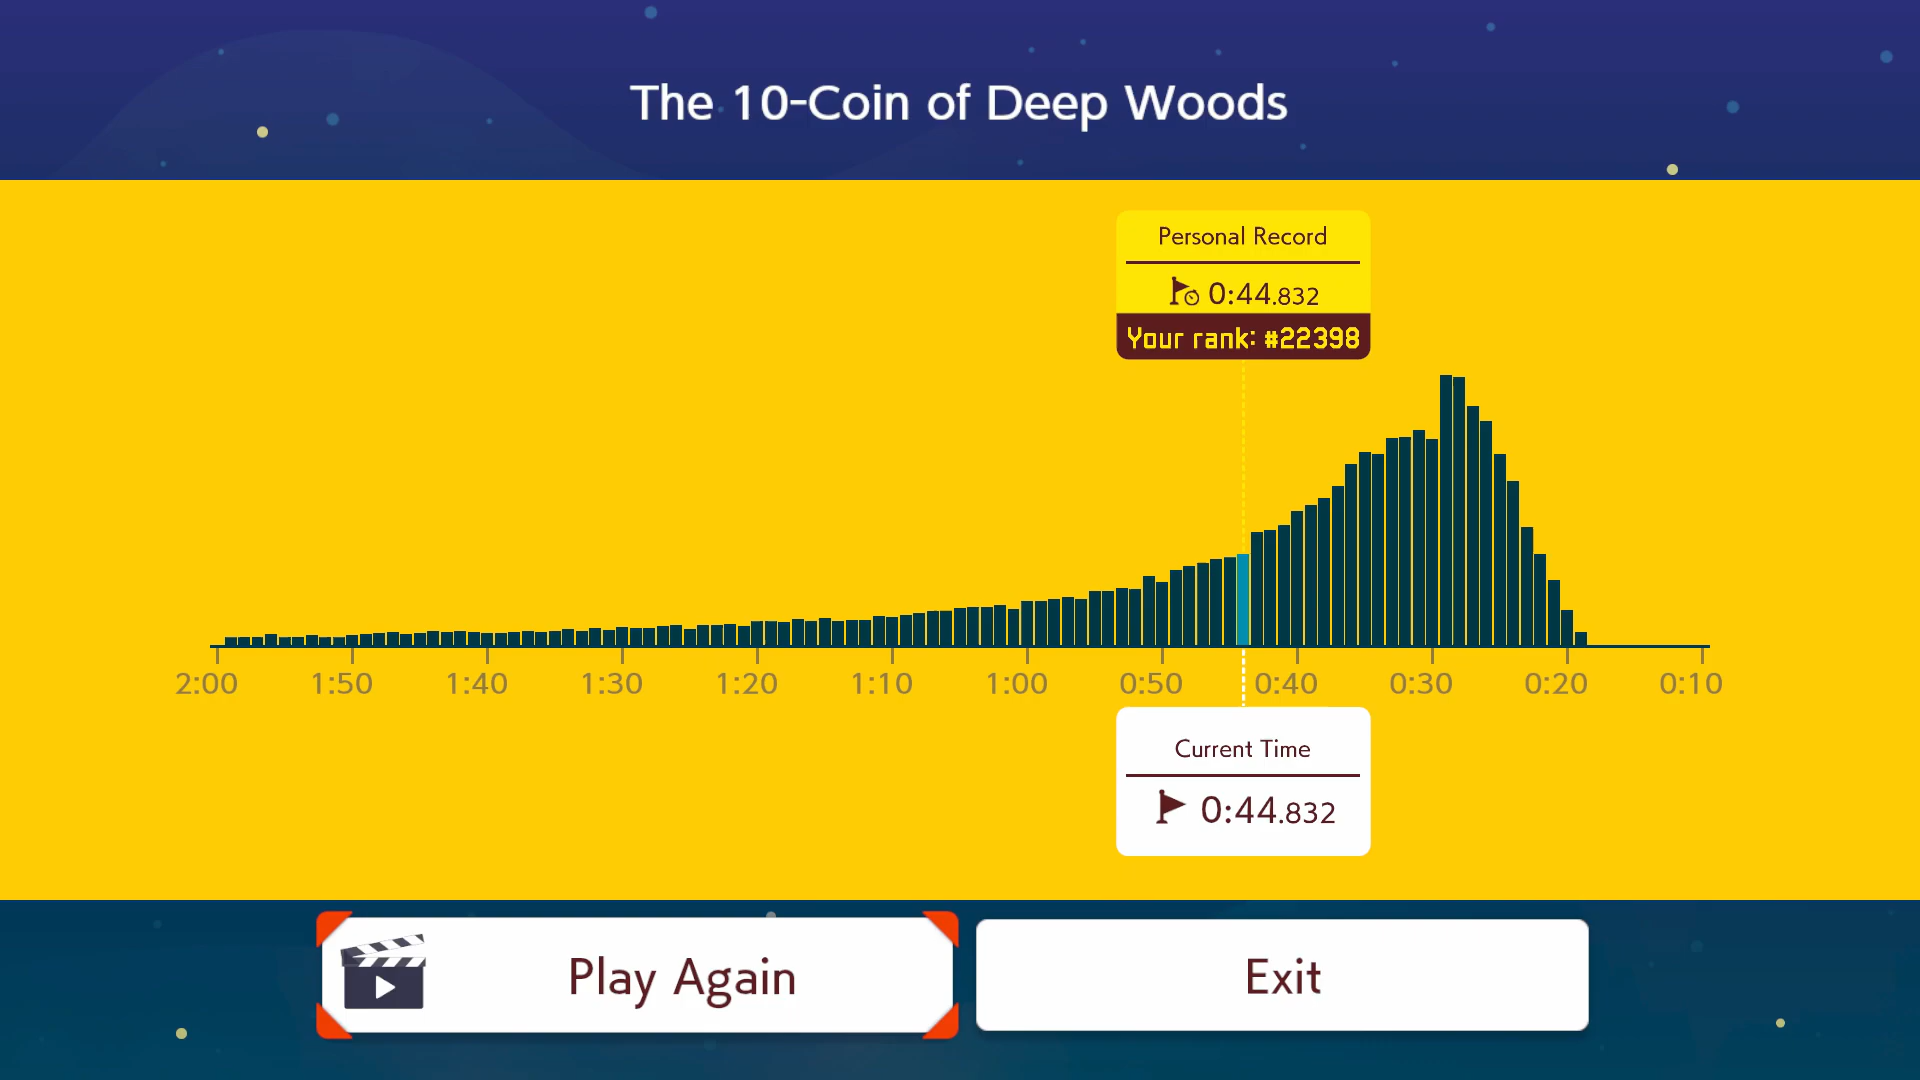 The 10-Coin of Deep Woods
Personal Record
0:44.832
Your rank: #22398
2:00 1:50 1:40 1:30 1:20 1:10 1:00 0:50 0:40 0:30 0:20 0:10
Current Time
0:44.832
Play Again
Exit